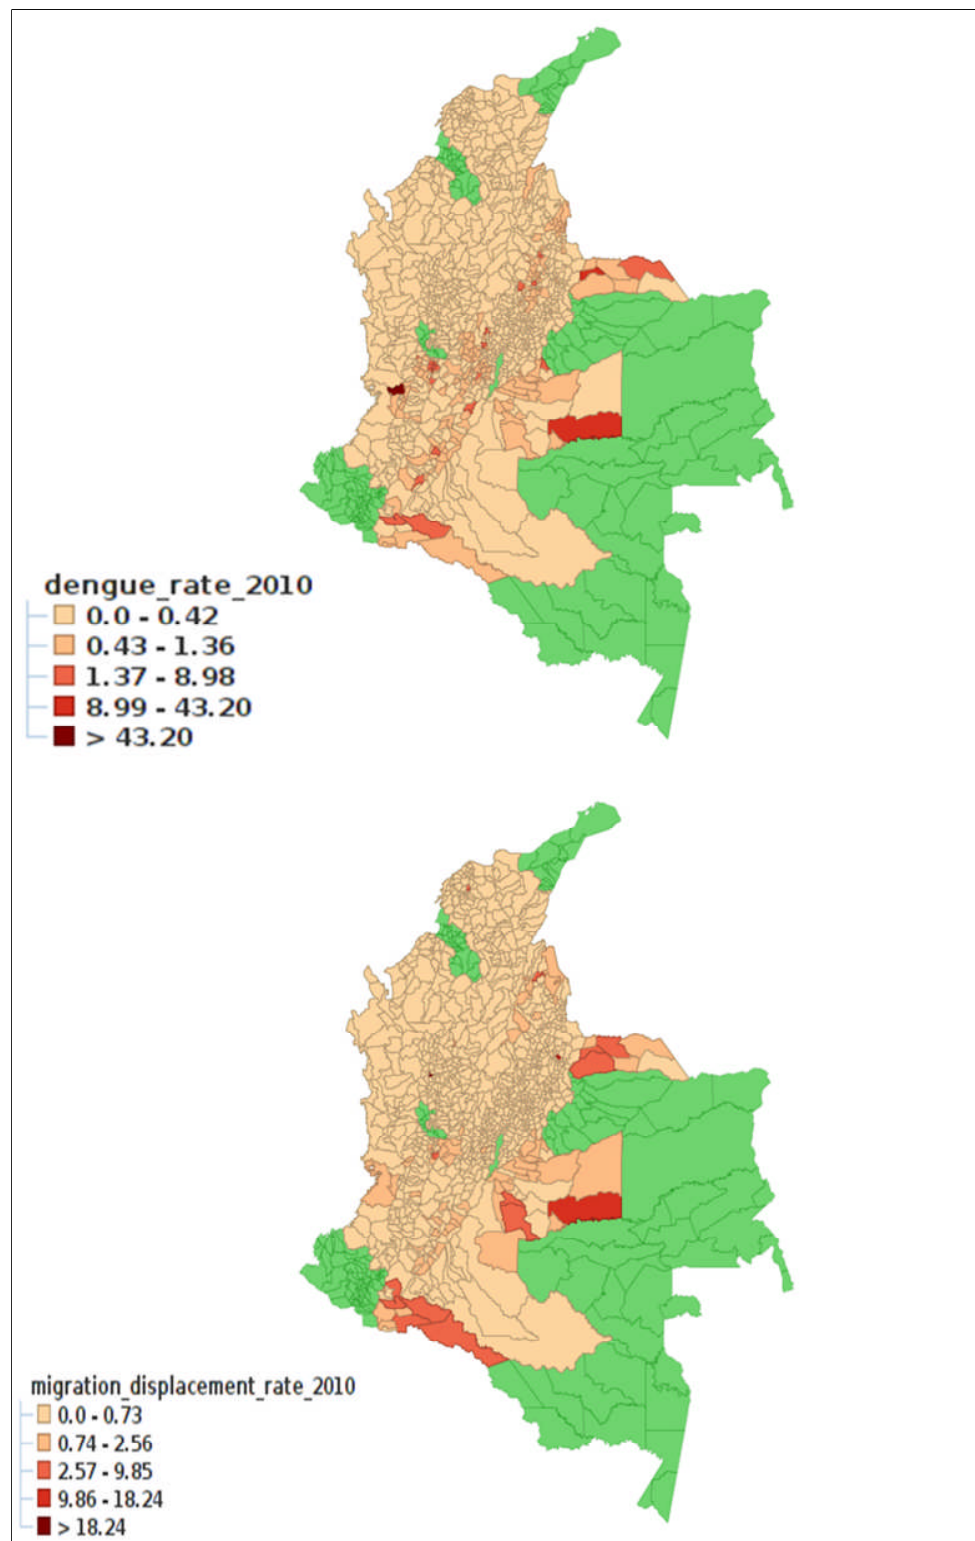 dengue_rate_2010
0.0 - 0.42
0.43 - 1.36
1.37 - 8.98
8.99 - 43.20
> 43.20
migration_displacement_rate_2010
0.0 - 0.73
0.74 - 2.56
2.57 - 9.85
9.86 - 18.24
> 18.24